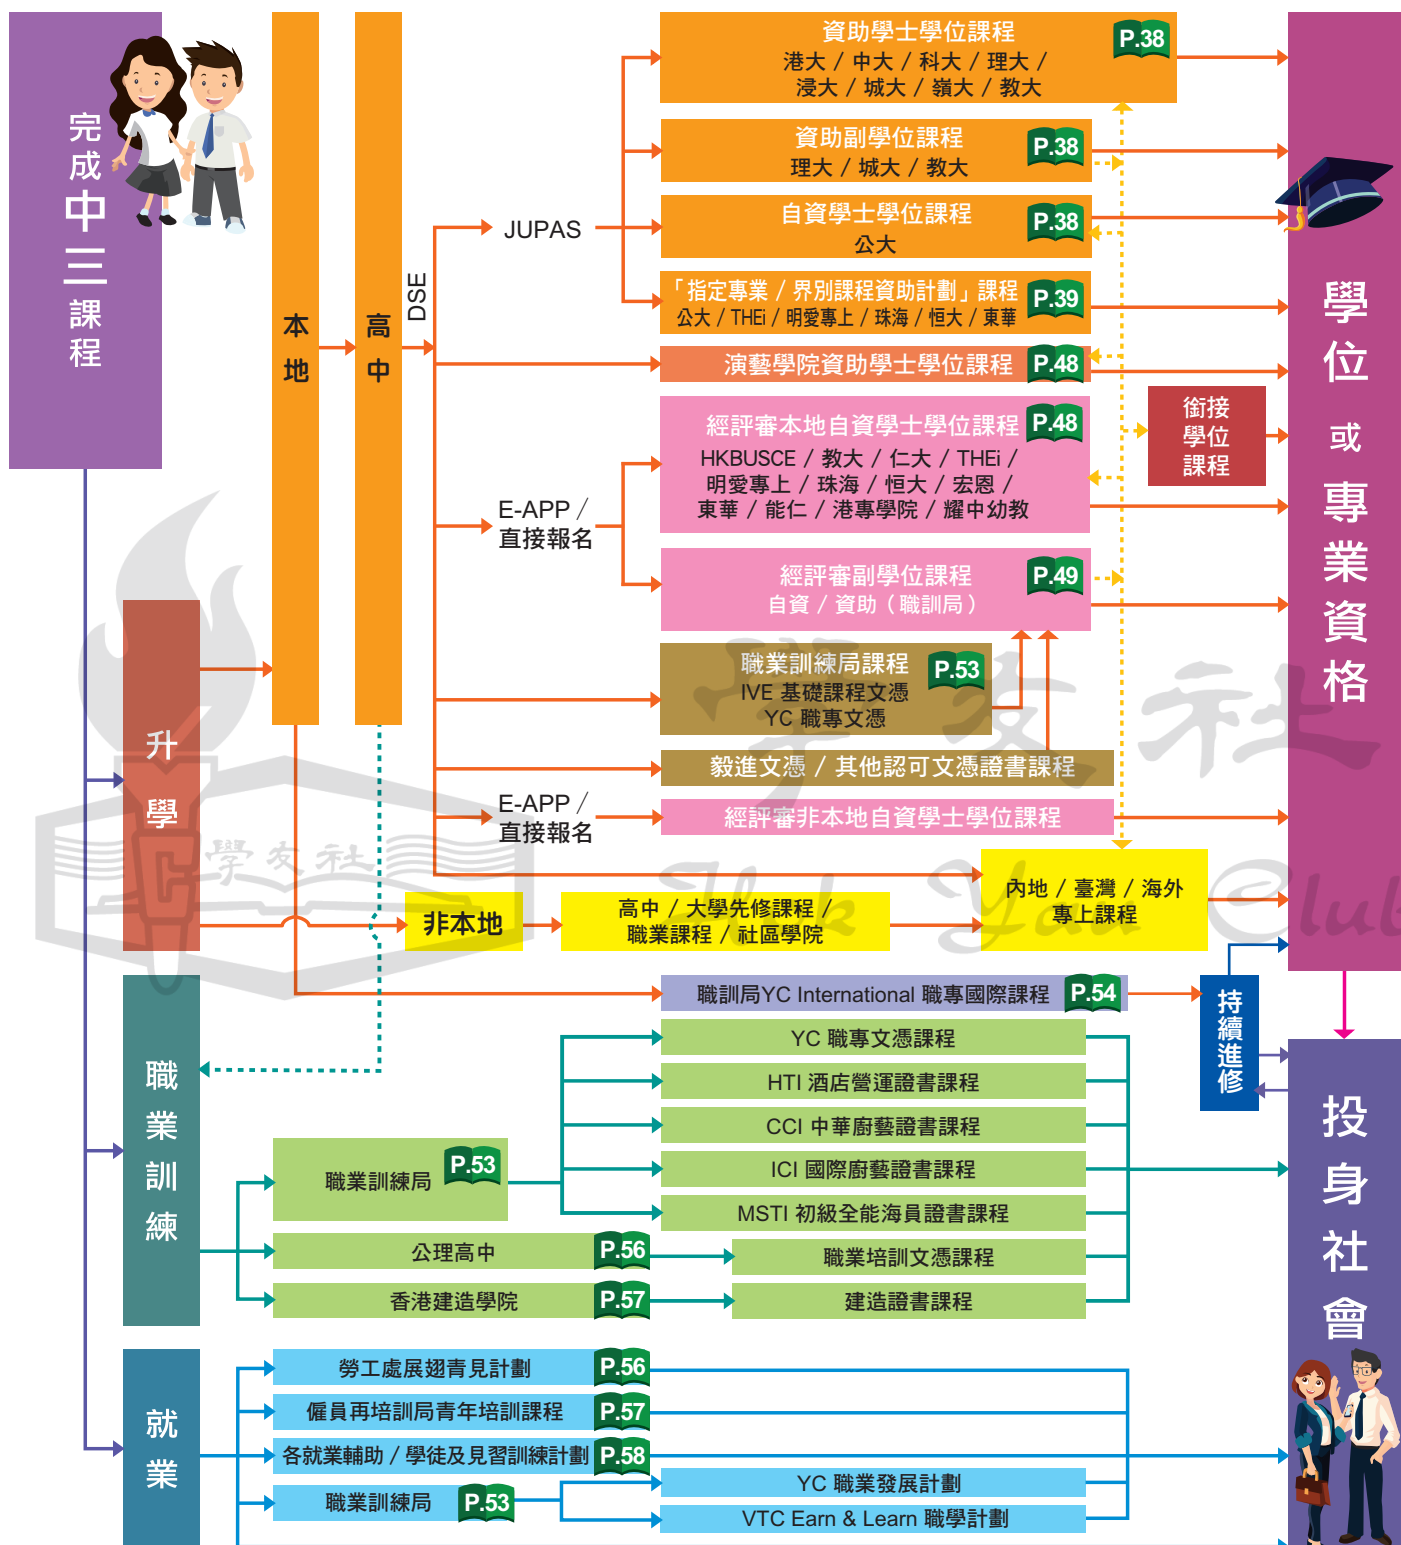 完成中三課程
升學
職業訓練
就業
本地
高中
DSE
JUPAS
資助學士學位課程
P.38
港大 / 中大 / 科大 / 理大 /
浸大 / 城大 / 嶺大 / 教大
資助副學位課程
P.38
理大 / 城大 / 教大
自資學士學位課程
P.38
公大
「指定專業 / 界別課程資助計劃」課程
P.39
公大 / THEi / 明愛專上 / 珠海 / 恒大 / 東華
演藝學院資助學士學位課程
P.48
E-APP /
直接報名
經評審本地自資學士學位課程
P.48
HKBUSCE / 教大 / 仁大 / THEi /
明愛專上 / 珠海 / 恒大 / 宏恩 /
東華 / 能仁 / 港專學院 / 耀中幼教
銜接
學位
課程
經評審副學位課程
P.49
自資 / 資助（職訓局）
職業訓練局課程
P.53
IVE 基礎課程文憑
YC 職專文憑
毅進文憑 / 其他認可文憑證書課程
E-APP /
直接報名
經評審非本地自資學士學位課程
非本地
高中 / 大學先修課程 /
職業課程 / 社區學院
內地 / 臺灣 / 海外
專上課程
職訓局YC International 職專國際課程
P.54
持續進修
職業訓練局
P.53
YC 職專文憑課程
HTI 酒店營運證書課程
CCI 中華廚藝證書課程
ICI 國際廚藝證書課程
MSTI 初級全能海員證書課程
公理高中
P.56
職業培訓文憑課程
香港建造學院
P.57
建造證書課程
勞工處展翅青見計劃
P.56
僱員再培訓局青年培訓課程
P.57
各就業輔助 / 學徒及見習訓練計劃
P.58
職業訓練局
P.53
YC 職業發展計劃
VTC Earn & Learn 職學計劃
學位或專業資格
投身社會
學友社
學友社
Hok Yau Club